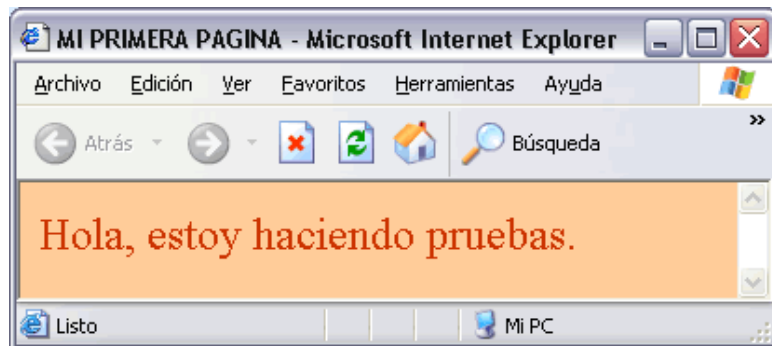 MI PRIMERA PAGINA - Microsoft Internet Explorer
Archivo Edición Ver Favoritos Herramientas Ayuda
Atrás Búsqueda »
Hola, estoy haciendo pruebas.
Listo Mi PC